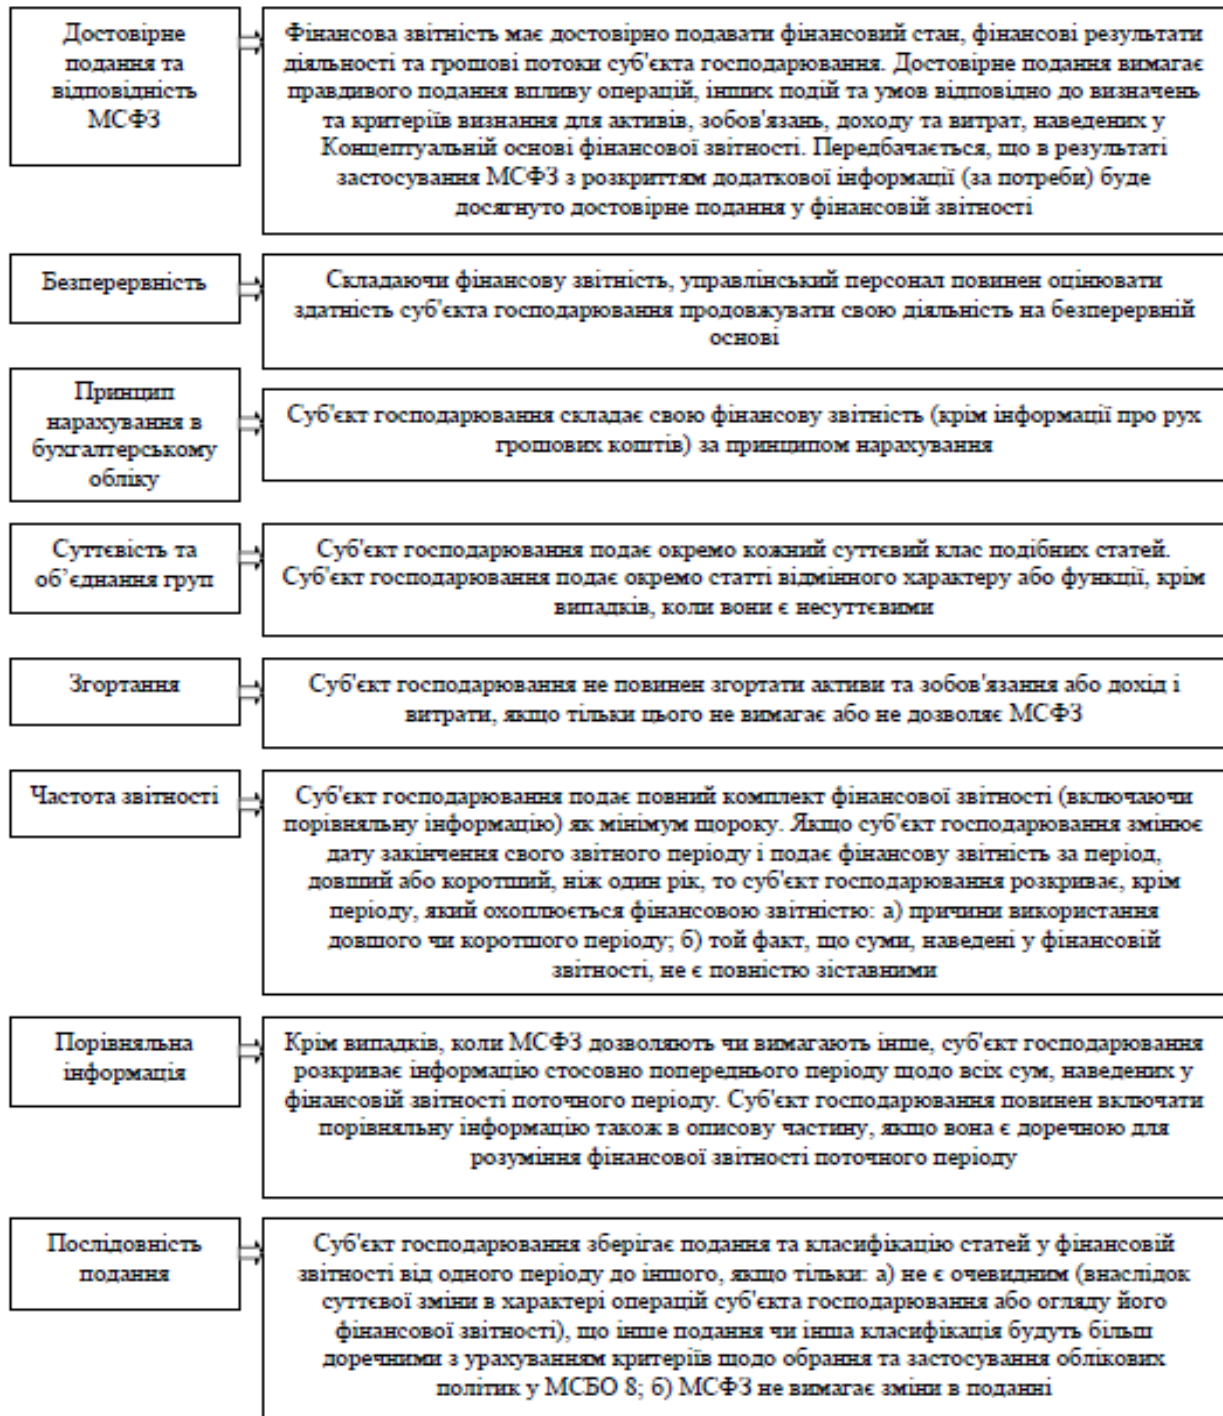 Достовірне
подання та
відповідність
МСФЗ
Фінансова звітність має достовірно подавати фінансовий стан, фінансові результати
діяльності та грошові потоки суб'єкта господарювання. Достовірне подання вимагає
правдивого подання впливу операцій, інших подій та умов відповідно до визначень
та критеріїв визнання для активів, зобов'язань, доходу та витрат, наведених у
Концептуальній основі фінансової звітності. Передбачається, що в результаті
застосування МСФЗ з розкриттям додаткової інформації (за потреби) буде
досягнуто достовірне подання у фінансовій звітності
Безперервність
Складаючи фінансову звітність, управлінський персонал повинен оцінювати
здатність суб'єкта господарювання продовжувати свою діяльність на безперервній
основі
Принцип
нарахування в
бухгалтерському
обліку
Суб'єкт господарювання складає свою фінансову звітність (крім інформації про рух
грошових коштів) за принципом нарахування
Суттєвість та
об’єднання груп
Суб'єкт господарювання подає окремо кожний суттєвий клас подібних статей.
Суб'єкт господарювання подає окремо статті відмінного характеру або функції, крім
випадків, коли вони є несуттєвими
Згортання
Суб'єкт господарювання не повинен згортати активи та зобов'язання або дохід і
витрати, якщо тільки цього не вимагає або не дозволяє МСФЗ
Частота звітності
Суб'єкт господарювання подає повний комплект фінансової звітності (включаючи
порівняльну інформацію) як мінімум щороку. Якщо суб'єкт господарювання змінює
дату закінчення свого звітного періоду і подає фінансову звітність за період,
довший або коротший, ніж один рік, то суб'єкт господарювання розкриває, крім
періоду, який охоплюється фінансовою звітністю: а) причини використання
довшого чи коротшого періоду; б) той факт, що суми, наведені у фінансовій
звітності, не є повністю зіставними
Порівняльна
інформація
Крім випадків, коли МСФЗ дозволяють чи вимагають інше, суб'єкт господарювання
розкриває інформацію стосовно попереднього періоду щодо всіх сум, наведених у
фінансовій звітності поточного періоду. Суб'єкт господарювання повинен включати
порівняльну інформацію також в описову частину, якщо вона є доречною для
розуміння фінансової звітності поточного періоду
Послідовність
подання
Суб'єкт господарювання зберігає подання та класифікацію статей у фінансовій
звітності від одного періоду до іншого, якщо тільки: а) не є очевидним (внаслідок
суттєвої зміни в характері операцій суб'єкта господарювання або огляду його
фінансової звітності), що інше подання чи інша класифікація будуть більш
доречними з урахуванням критеріїв щодо обрання та застосування облікових
політик у МСБО 8; б) МСФЗ не вимагає зміни в поданні